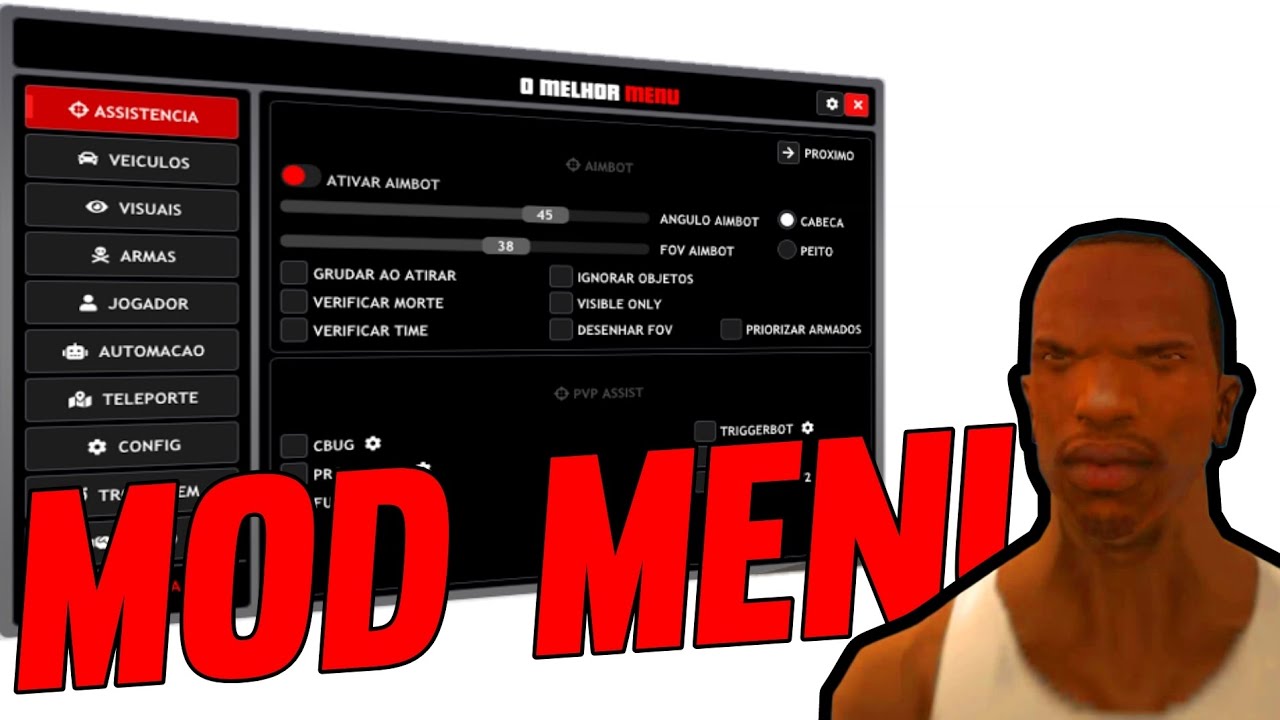 O MELHOR MENU
ASSISTENCIA
VEICULOS
VISUAIS
ARMAS
JOGADOR
AUTOMACAO
TELEPORTE
CONFIG
PROXIMO
AIMBOT
ATIVAR AIMBOT
45 ANGULO AIMBOT CABECA
38 FOV AIMBOT PEITO
GRUDAR AO ATIRAR IGNORAR OBJETOS
VERIFICAR MORTE VISIBLE ONLY
VERIFICAR TIME DESENHAR FOV PRIORIZAR ARMADOS
PVP ASSIST
CBUG TRIGGERBOT
2
MOD MENU